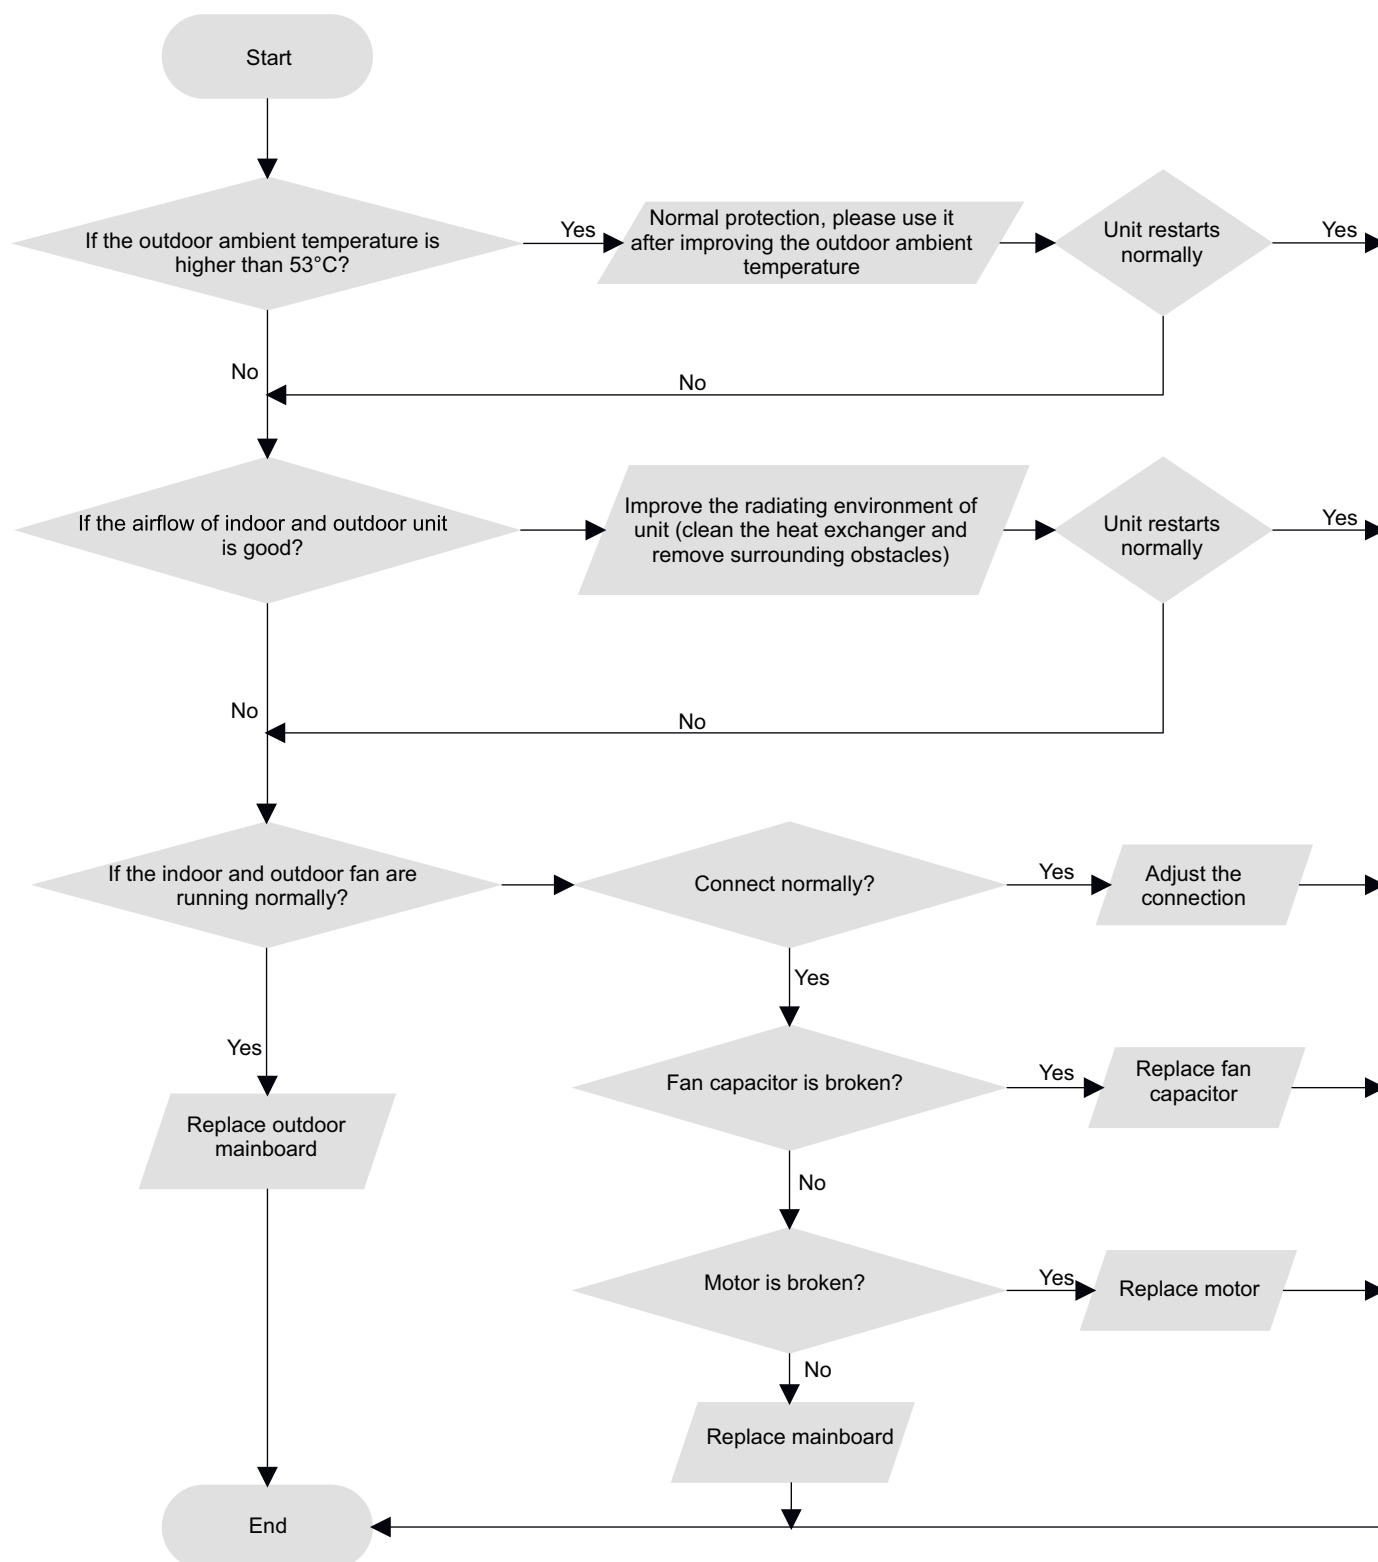 Start
If the outdoor ambient temperature is
higher than 53°C?
Yes
Normal protection, please use it
after improving the outdoor ambient
temperature
Unit restarts
normally
Yes
No
No
If the airflow of indoor and outdoor unit
is good?
Improve the radiating environment of
unit (clean the heat exchanger and
remove surrounding obstacles)
Unit restarts
normally
Yes
No
No
If the indoor and outdoor fan are
running normally?
Connect normally?
Yes
Adjust the
connection
Yes
Yes
Fan capacitor is broken?
Yes
Replace fan
capacitor
Replace outdoor
mainboard
No
Motor is broken?
Yes
Replace motor
No
Replace mainboard
End